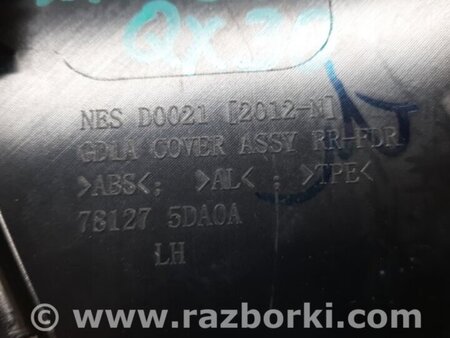 QX30
NES D0021 [2012-N]
GD1A COVER ASSY RR-FDR
>ABS<; >AL< ; >TPE<
78127 5DA0A
LH
© www.razborki.com